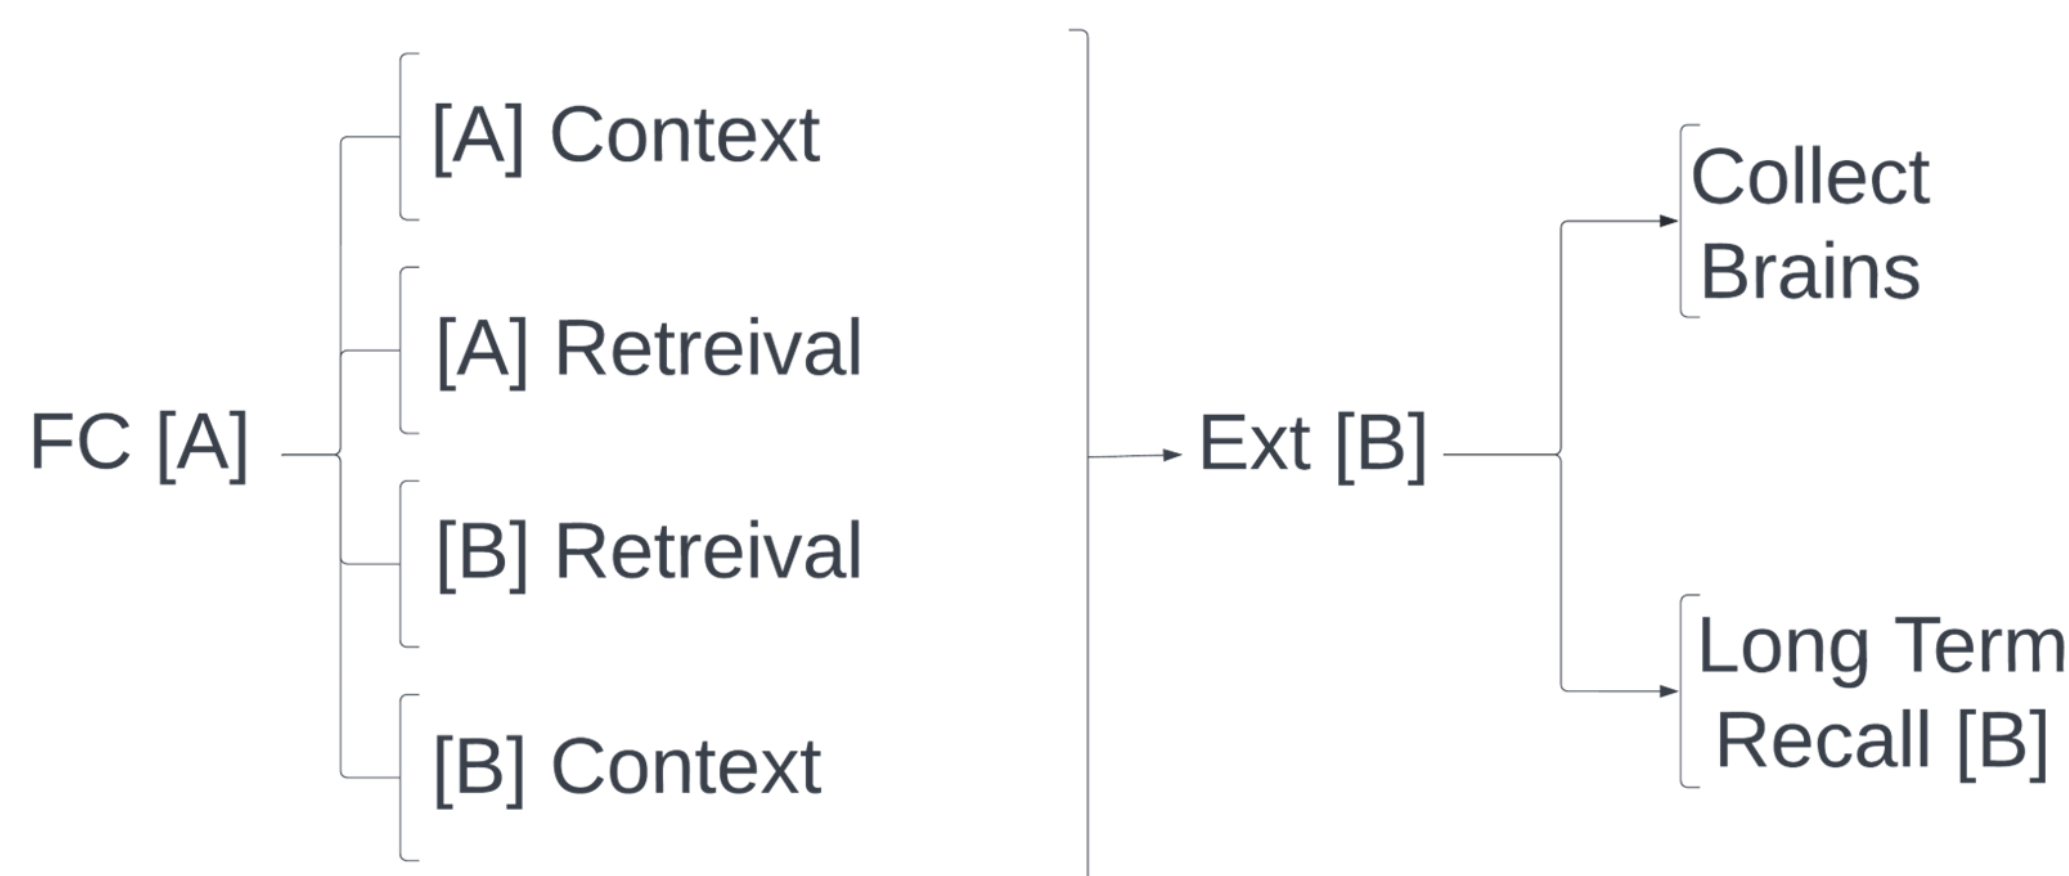 FC [A]
[A] Context
[A] Retreival
[B] Retreival
[B] Context
Ext [B]
Collect
Brains
Long Term
Recall [B]